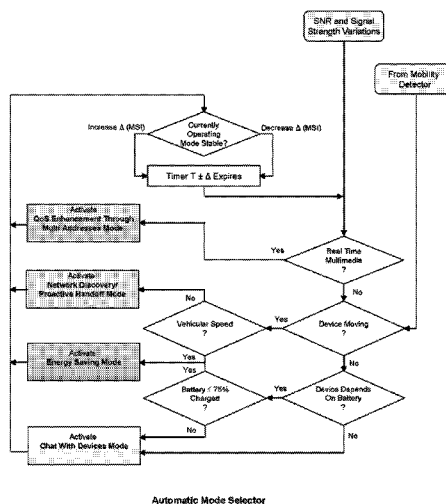 SNR and Signal
Strength Variations
From Mobility
Detector
Increase Δ (MSI)
Currently
Operating
Mode Stable?
Decrease Δ (MSI)
Timer T ± Δ Expires
Activate
QoS Enhancement Through
Multi Addresses Mode
Yes
Real Time
Multimedia
?
No
Activate
Network Discovery/
Proactive Handoff Mode
No
Vehicular Speed
?
Yes
Device Moving
?
Yes
No
Activate
Energy Saving Mode
Yes
Battery ≤ 75%
Charged
?
Yes
Device Depends
On Battery
?
No
No
Activate
Chat With Devices Mode
Automatic Mode Selector